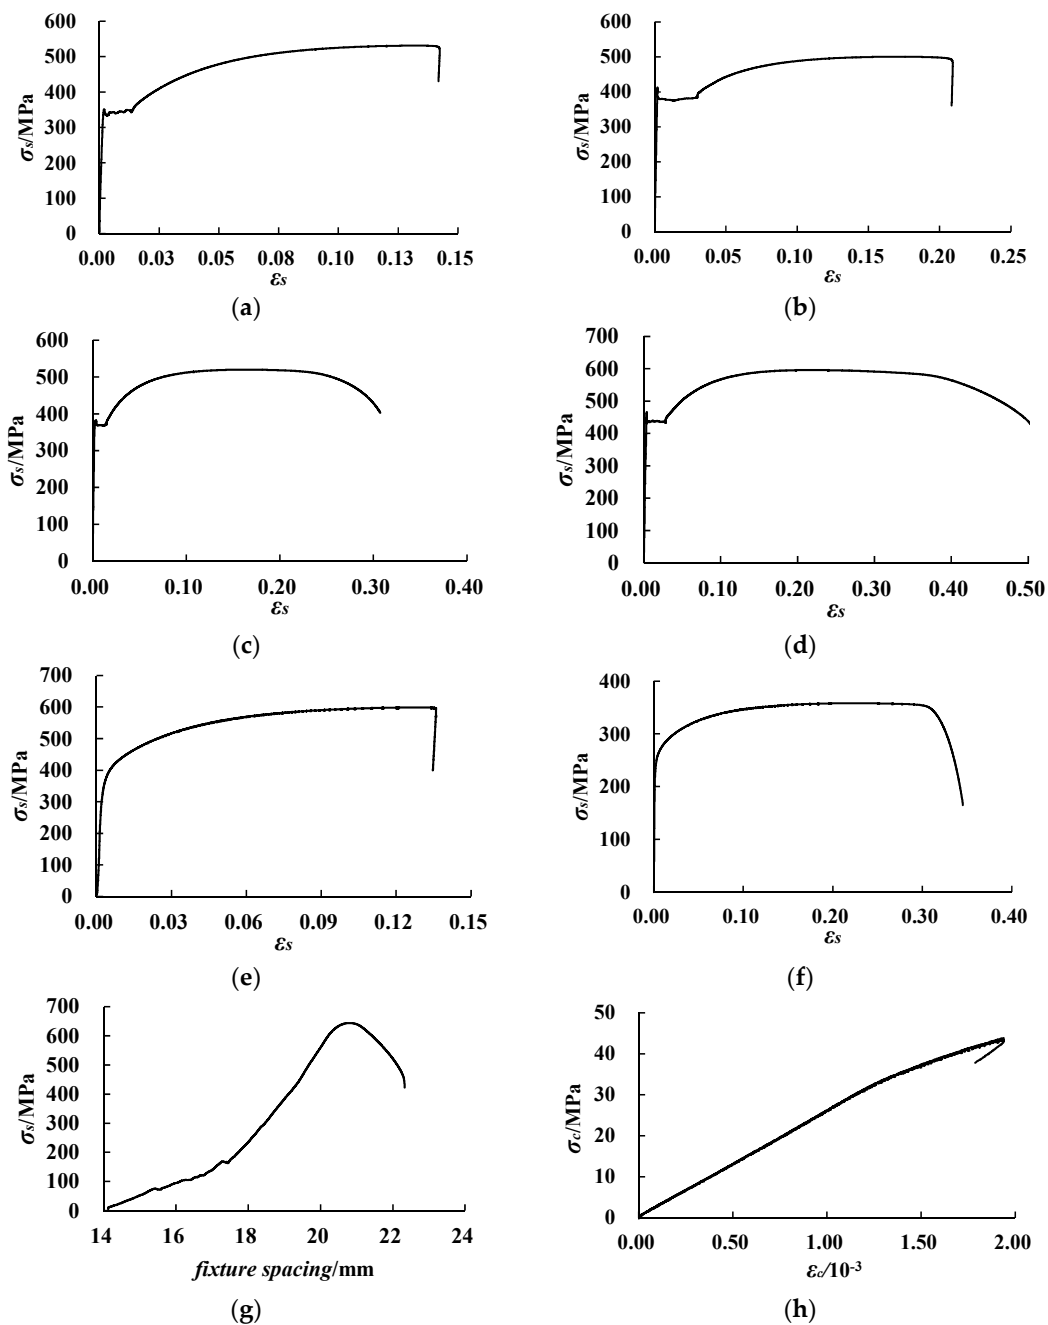 600
500
400
300
200
100
0
σs/MPa
0.00 0.03 0.05 0.08 0.10 0.13 0.15
εs
(a)
600
500
400
300
200
100
0
σs/MPa
0.00 0.05 0.10 0.15 0.20 0.25
εs
(b)
600
500
400
300
200
100
0
σs/MPa
0.00 0.10 0.20 0.30 0.40
εs
(c)
700
600
500
400
300
200
100
0
σs/MPa
0.00 0.10 0.20 0.30 0.40 0.50
εs
(d)
700
600
500
400
300
200
100
0
σs/MPa
0.00 0.03 0.06 0.09 0.12 0.15
εs
(e)
400
300
200
100
0
σs/MPa
0.00 0.10 0.20 0.30 0.40
εs
(f)
700
600
500
400
300
200
100
0
σs/MPa
14 16 18 20 22 24
fixture spacing/mm
(g)
50
40
30
20
10
0
σc/MPa
0.00 0.50 1.00 1.50 2.00
εc/10-3
(h)